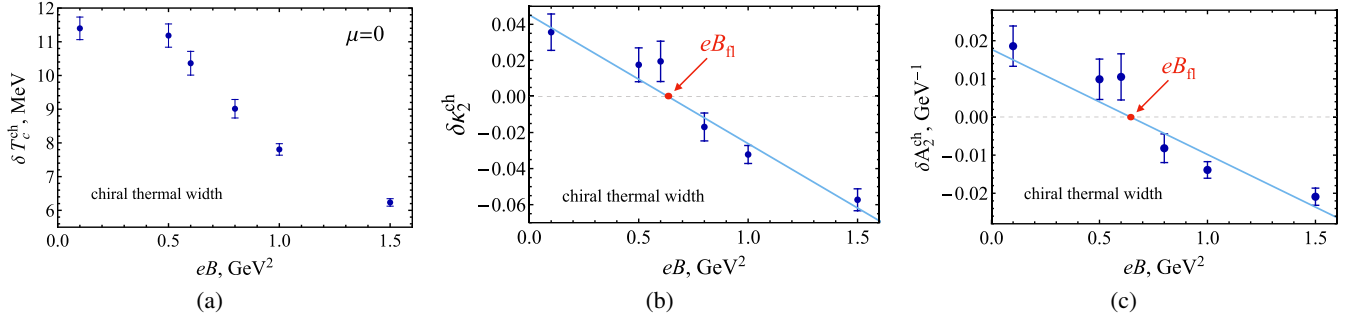 δ T_c^ch, MeV
12
11
10
9
8
7
6
μ=0
chiral thermal width
0.0 0.5 1.0 1.5
eB, GeV²
(a)
δκ₂^ch
0.04
0.02
0.00
−0.02
−0.04
−0.06
eB_fl
chiral thermal width
0.0 0.5 1.0 1.5
eB, GeV²
(b)
δA₂^ch, GeV⁻¹
0.02
0.01
0.00
−0.01
−0.02
eB_fl
chiral thermal width
0.0 0.5 1.0 1.5
eB, GeV²
(c)